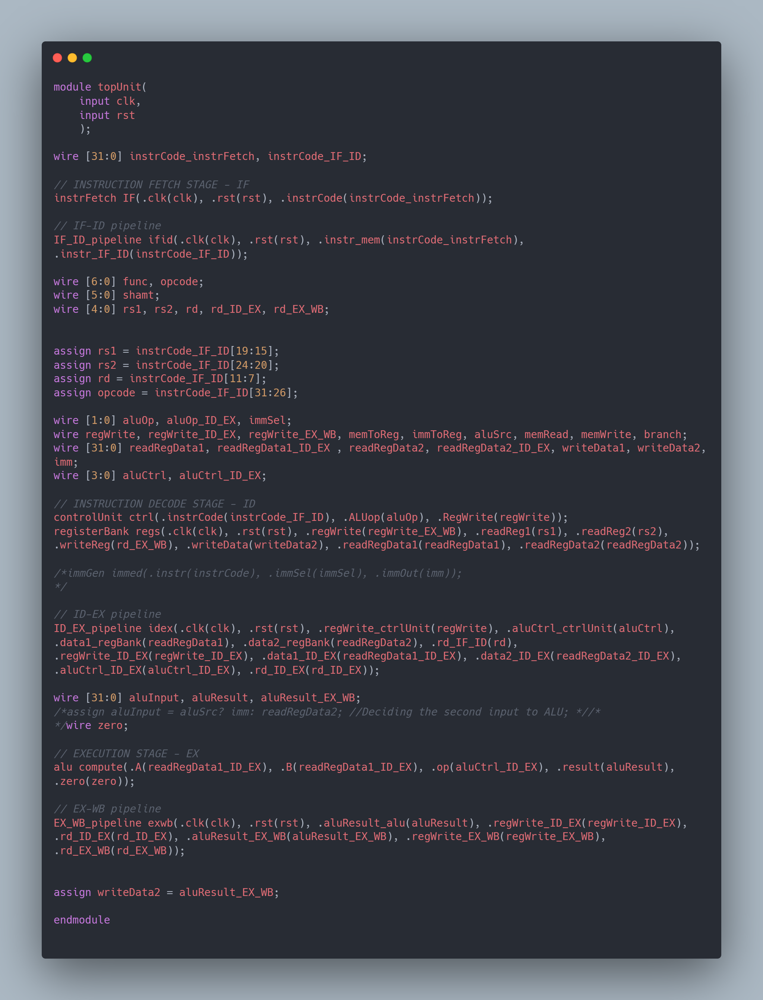 module topUnit(
    input clk,
    input rst
    );

wire [31:0] instrCode_instrFetch, instrCode_IF_ID;

// INSTRUCTION FETCH STAGE - IF
instrFetch IF(.clk(clk), .rst(rst), .instrCode(instrCode_instrFetch));

// IF-ID pipeline
IF_ID_pipeline ifid(.clk(clk), .rst(rst), .instr_mem(instrCode_instrFetch),
.instr_IF_ID(instrCode_IF_ID));

wire [6:0] func, opcode;
wire [5:0] shamt;
wire [4:0] rs1, rs2, rd, rd_ID_EX, rd_EX_WB;


assign rs1 = instrCode_IF_ID[19:15];
assign rs2 = instrCode_IF_ID[24:20];
assign rd = instrCode_IF_ID[11:7];
assign opcode = instrCode_IF_ID[31:26];

wire [1:0] aluOp, aluOp_ID_EX, immSel;
wire regWrite, regWrite_ID_EX, regWrite_EX_WB, memToReg, immToReg, aluSrc, memRead, memWrite, branch;
wire [31:0] readRegData1, readRegData1_ID_EX , readRegData2, readRegData2_ID_EX, writeData1, writeData2,
imm;
wire [3:0] aluCtrl, aluCtrl_ID_EX;

// INSTRUCTION DECODE STAGE - ID
controlUnit ctrl(.instrCode(instrCode_IF_ID), .ALUop(aluOp), .RegWrite(regWrite));
registerBank regs(.clk(clk), .rst(rst), .regWrite(regWrite_EX_WB), .readReg1(rs1), .readReg2(rs2),
.writeReg(rd_EX_WB), .writeData(writeData2), .readRegData1(readRegData1), .readRegData2(readRegData2));

/*immGen immed(.instr(instrCode), .immSel(immSel), .immOut(imm));
*/

// ID-EX pipeline
ID_EX_pipeline idex(.clk(clk), .rst(rst), .regWrite_ctrlUnit(regWrite), .aluCtrl_ctrlUnit(aluCtrl),
.data1_regBank(readRegData1), .data2_regBank(readRegData2), .rd_IF_ID(rd),
.regWrite_ID_EX(regWrite_ID_EX), .data1_ID_EX(readRegData1_ID_EX), .data2_ID_EX(readRegData2_ID_EX),
.aluCtrl_ID_EX(aluCtrl_ID_EX), .rd_ID_EX(rd_ID_EX));

wire [31:0] aluInput, aluResult, aluResult_EX_WB;
/*assign aluInput = aluSrc? imm: readRegData2; //Deciding the second input to ALU; *//*
*/wire zero;

// EXECUTION STAGE - EX
alu compute(.A(readRegData1_ID_EX), .B(readRegData1_ID_EX), .op(aluCtrl_ID_EX), .result(aluResult),
.zero(zero));

// EX-WB pipeline
EX_WB_pipeline exwb(.clk(clk), .rst(rst), .aluResult_alu(aluResult), .regWrite_ID_EX(regWrite_ID_EX),
.rd_ID_EX(rd_ID_EX), .aluResult_EX_WB(aluResult_EX_WB), .regWrite_EX_WB(regWrite_EX_WB),
.rd_EX_WB(rd_EX_WB));


assign writeData2 = aluResult_EX_WB;

endmodule